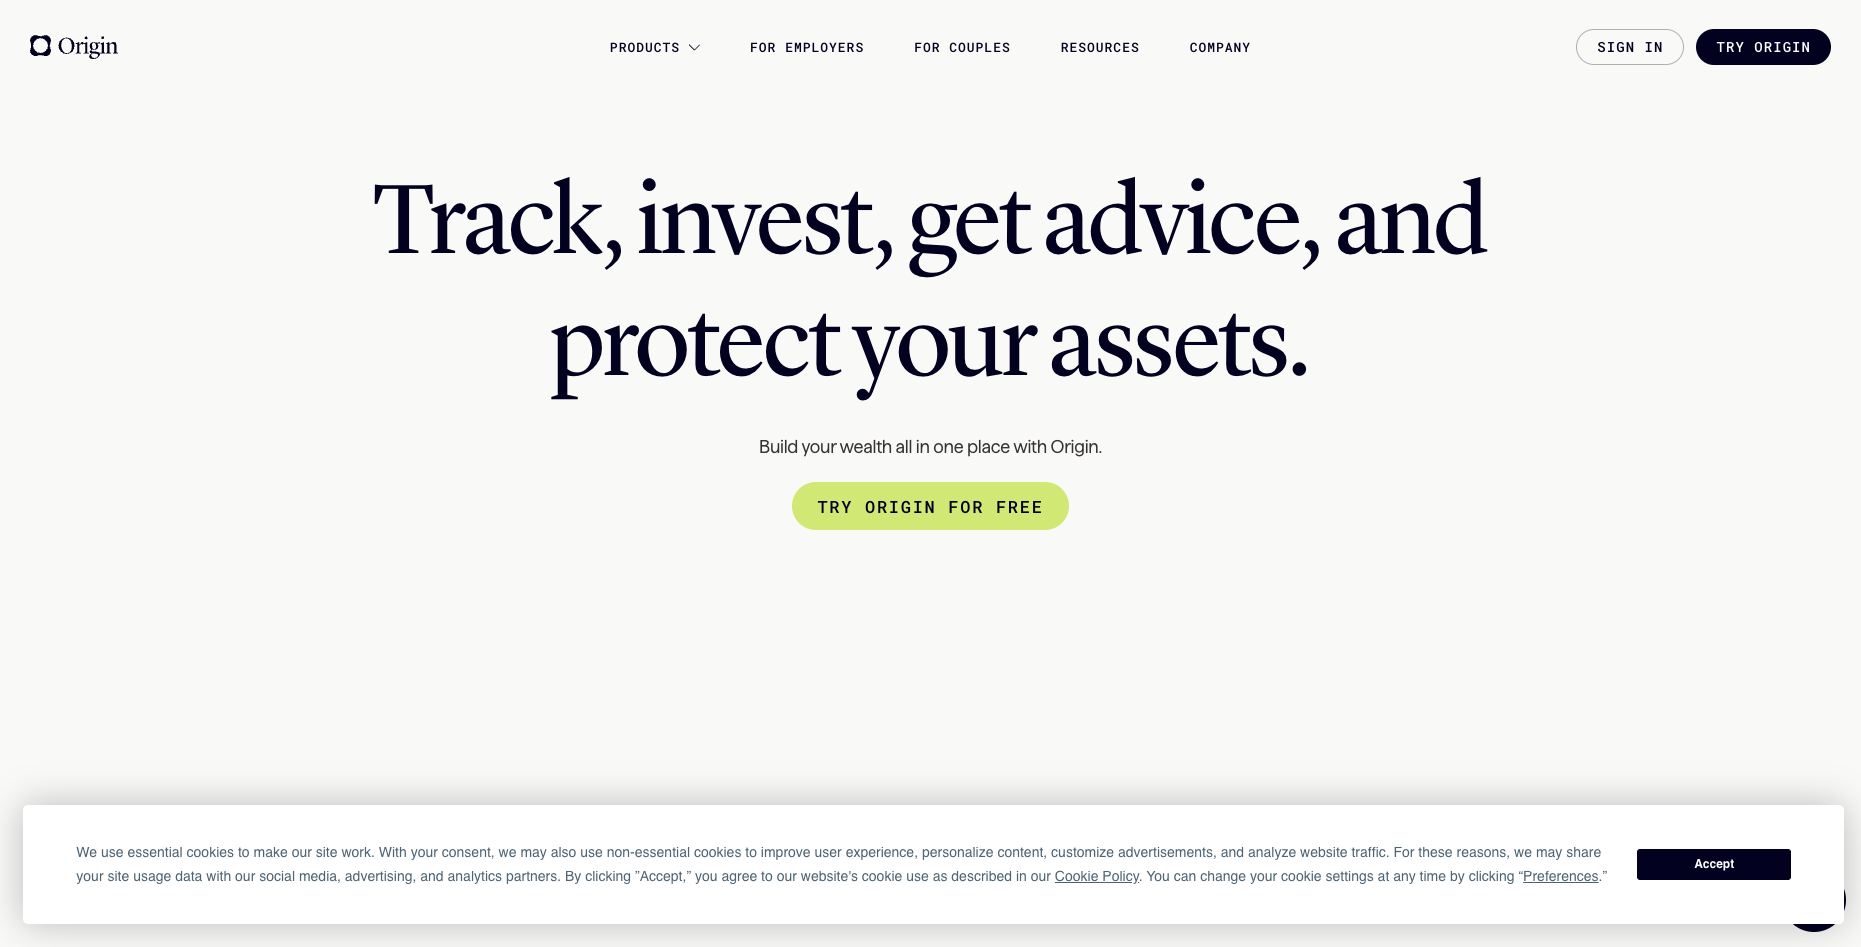 Origin
PRODUCTS
FOR EMPLOYERS
FOR COUPLES
RESOURCES
COMPANY
SIGN IN
TRY ORIGIN
Track, invest, get advice, and
protect your assets.
Build your wealth all in one place with Origin.
TRY ORIGIN FOR FREE
We use essential cookies to make our site work. With your consent, we may also use non-essential cookies to improve user experience, personalize content, customize advertisements, and analyze website traffic. For these reasons, we may share
your site usage data with our social media, advertising, and analytics partners. By clicking ”Accept,” you agree to our website's cookie use as described in our Cookie Policy. You can change your cookie settings at any time by clicking “Preferences.”
Accept